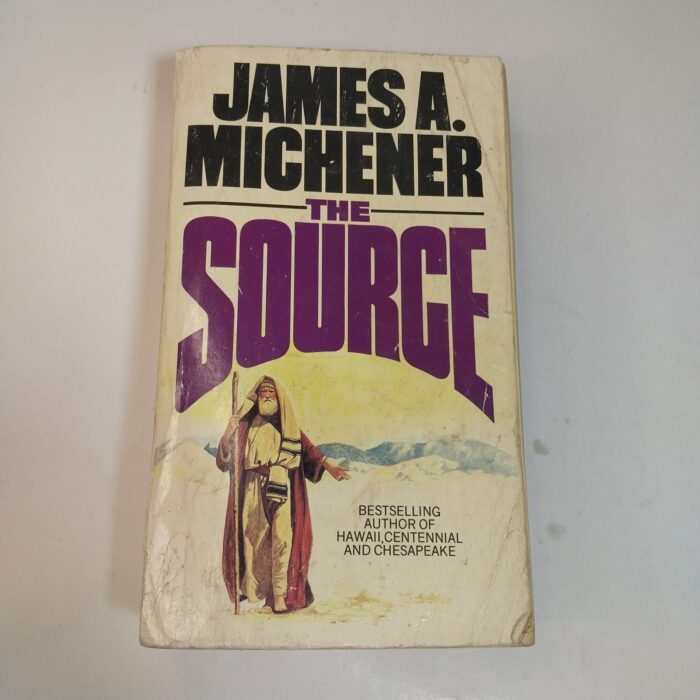 JAMES A.
MICHENER
THE
SOURCE
BESTSELLING
AUTHOR OF
HAWAII, CENTENNIAL
AND CHESAPEAKE